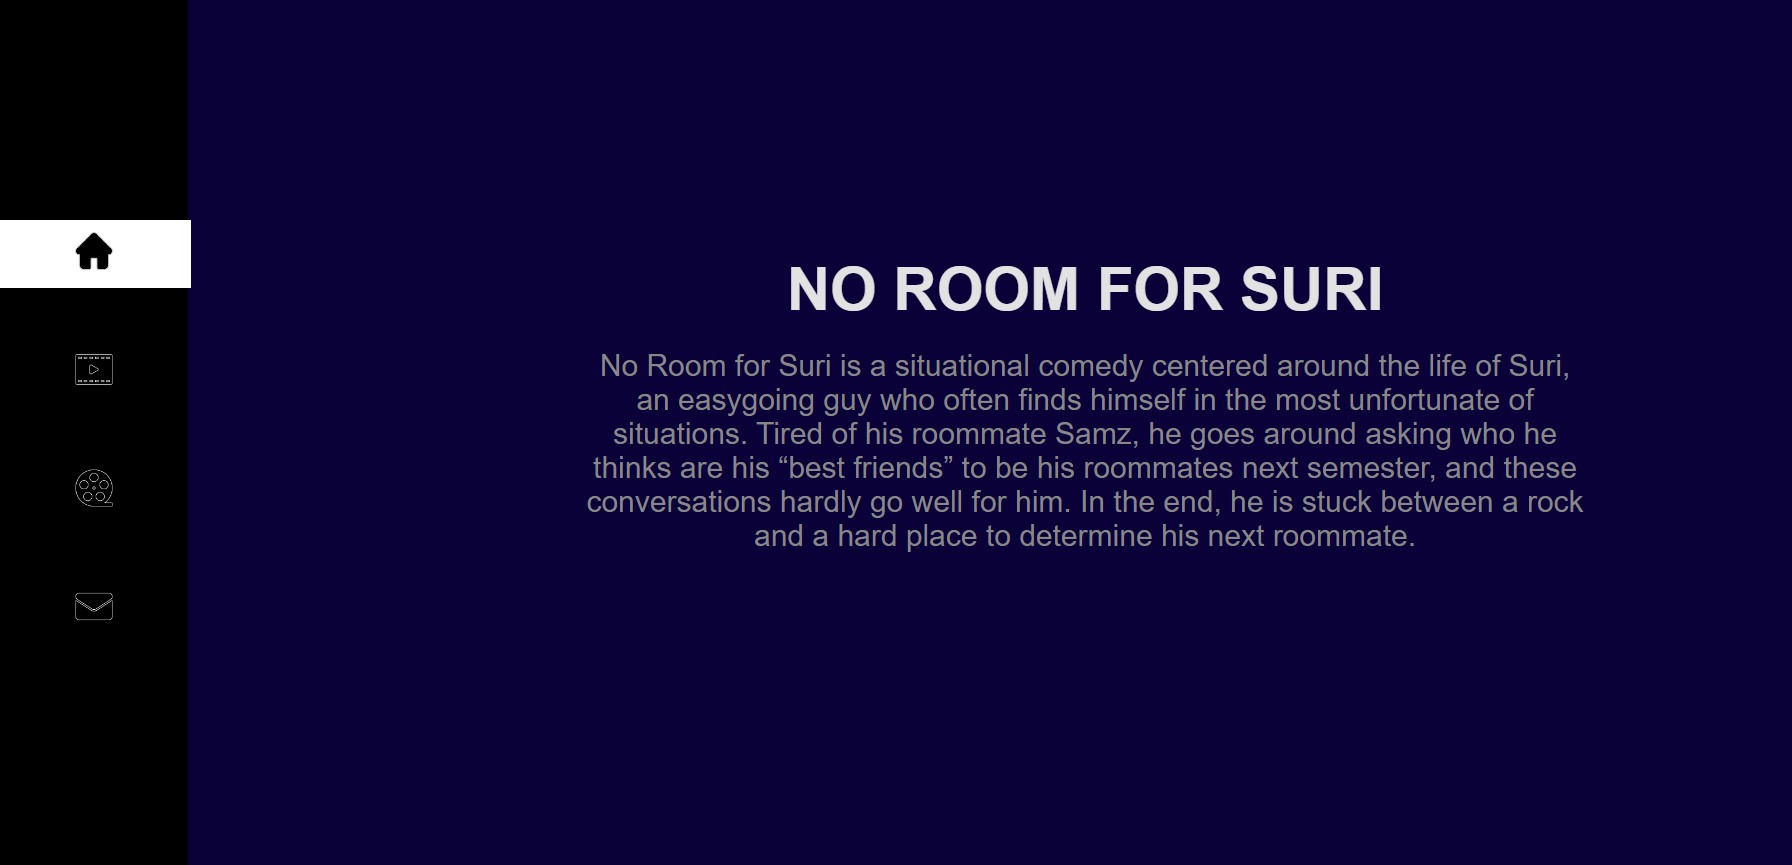 NO ROOM FOR SURI
No Room for Suri is a situational comedy centered around the life of Suri,
an easygoing guy who often finds himself in the most unfortunate of
situations. Tired of his roommate Samz, he goes around asking who he
thinks are his “best friends” to be his roommates next semester, and these
conversations hardly go well for him. In the end, he is stuck between a rock
and a hard place to determine his next roommate.